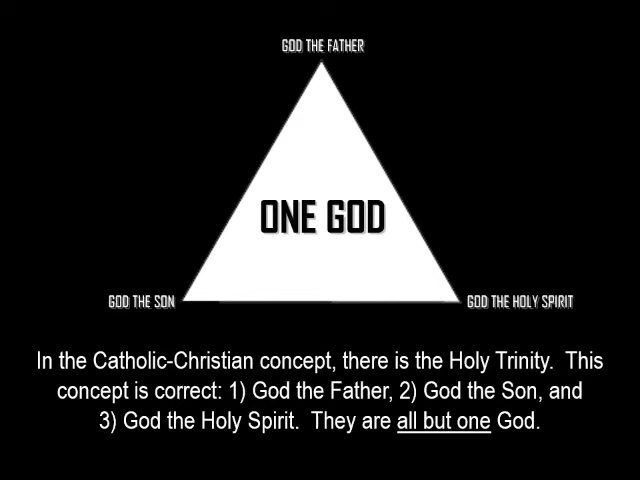 GOD THE FATHER
ONE GOD
GOD THE SON
GOD THE HOLY SPIRIT
In the Catholic-Christian concept, there is the Holy Trinity. This
concept is correct: 1) God the Father, 2) God the Son, and
3) God the Holy Spirit. They are all but one God.